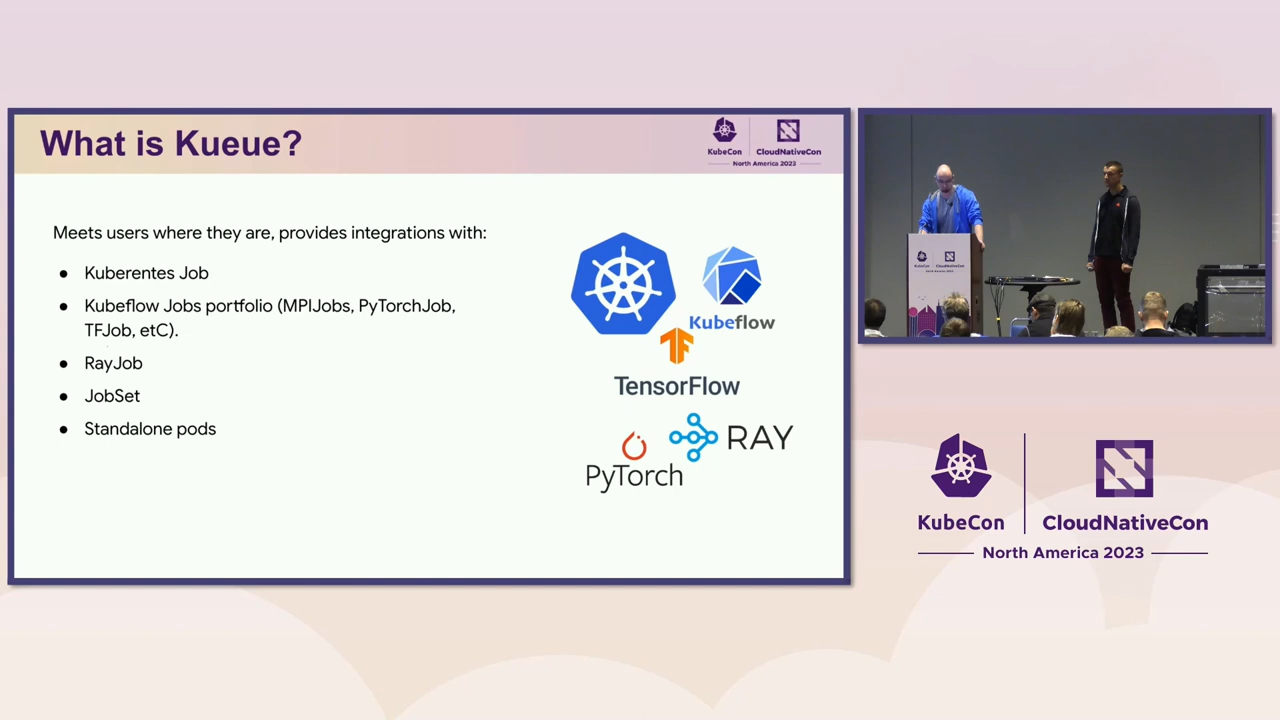 What is Kueue?
KubeCon
CloudNativeCon
North America 2023
Meets users where they are, provides integrations with:
● Kuberentes Job
● Kubeflow Jobs portfolio (MPIJobs, PyTorchJob,
TFJob, etC).
● RayJob
● JobSet
● Standalone pods
Kubeflow
TensorFlow
RAY
PyTorch
KubeCon
CloudNativeCon
North America 2023